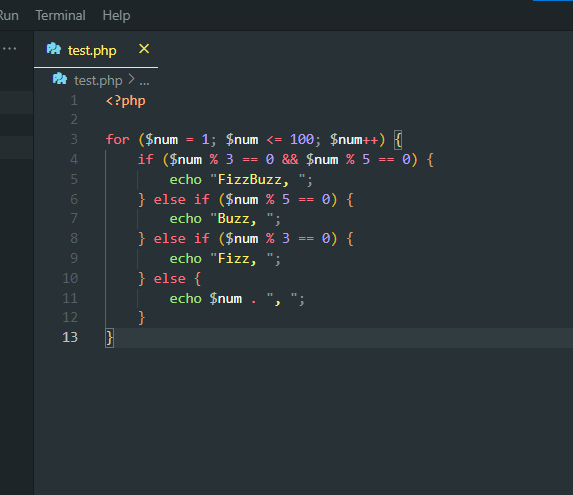 Run Terminal Help
... test.php ×
test.php > ...
1 <?php
2
3 for ($num = 1; $num <= 100; $num++) {
4     if ($num % 3 == 0 && $num % 5 == 0) {
5         echo "FizzBuzz, ";
6     } else if ($num % 5 == 0) {
7         echo "Buzz, ";
8     } else if ($num % 3 == 0) {
9         echo "Fizz, ";
10     } else {
11         echo $num . ", ";
12     }
13 }